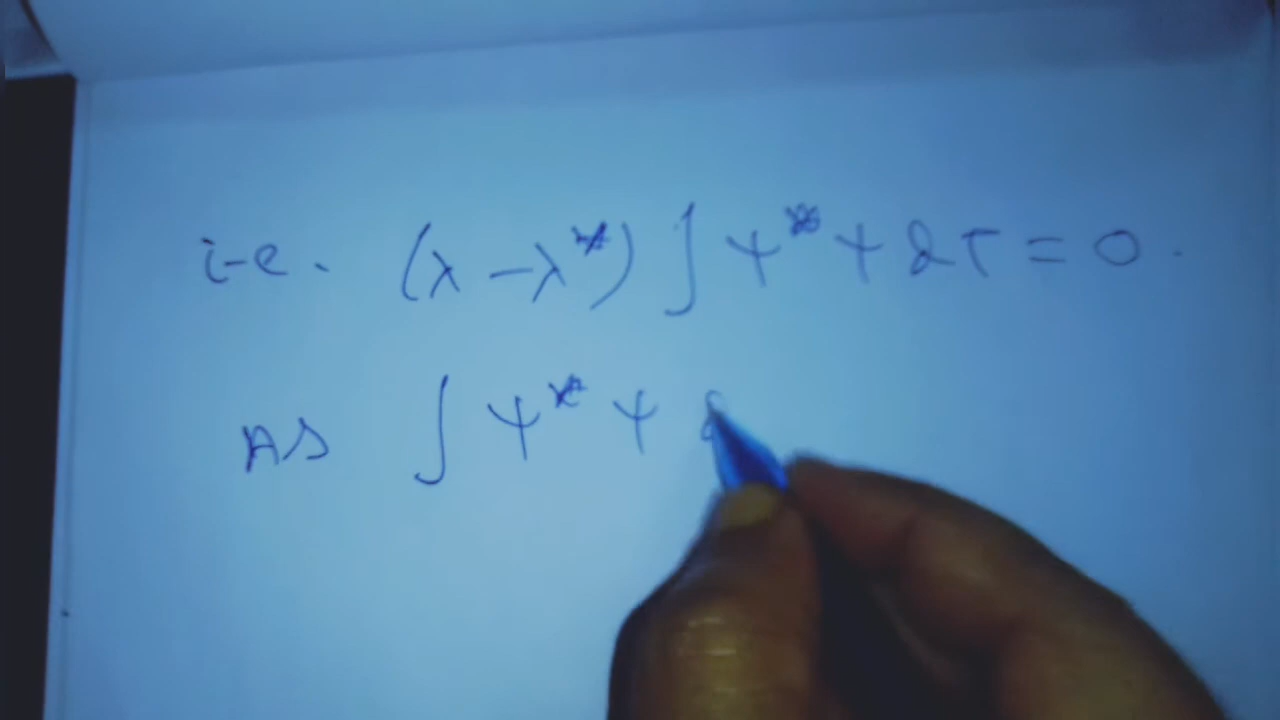 i.e. (λ - λ*) ∫ ψ* ψ dτ = 0.
As ∫ ψ* ψ